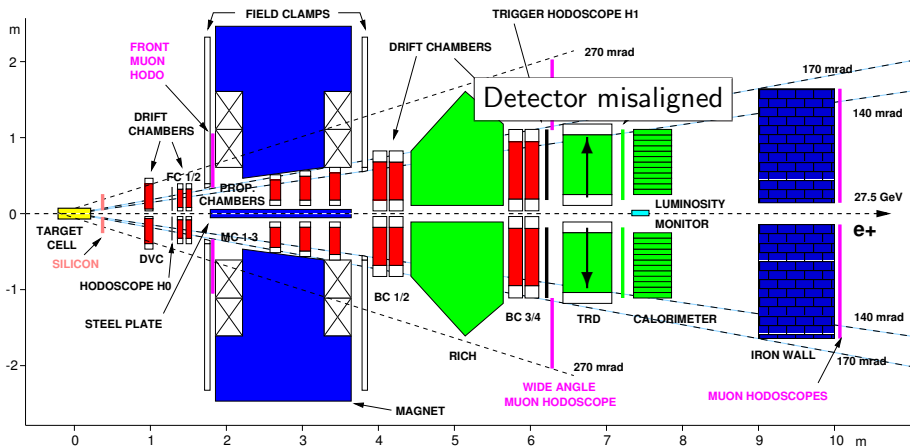 FIELD CLAMPS
TRIGGER HODOSCOPE H1
m
FRONT
MUON
HODO
DRIFT CHAMBERS
270 mrad
170 mrad
2
Detector misaligned
140 mrad
DRIFT
CHAMBERS
1
FC 1/2
PROP.
CHAMBERS
27.5 GeV
0
LUMINOSITY
MONITOR
e+
TARGET
CELL
SILICON
DVC
MC 1-3
HODOSCOPE H0
STEEL PLATE
-1
BC 1/2
BC 3/4
TRD
CALORIMETER
RICH
140 mrad
IRON WALL
170 mrad
-2
270 mrad
WIDE ANGLE
MUON HODOSCOPE
MUON HODOSCOPES
MAGNET
0 1 2 3 4 5 6 7 8 9 10 m